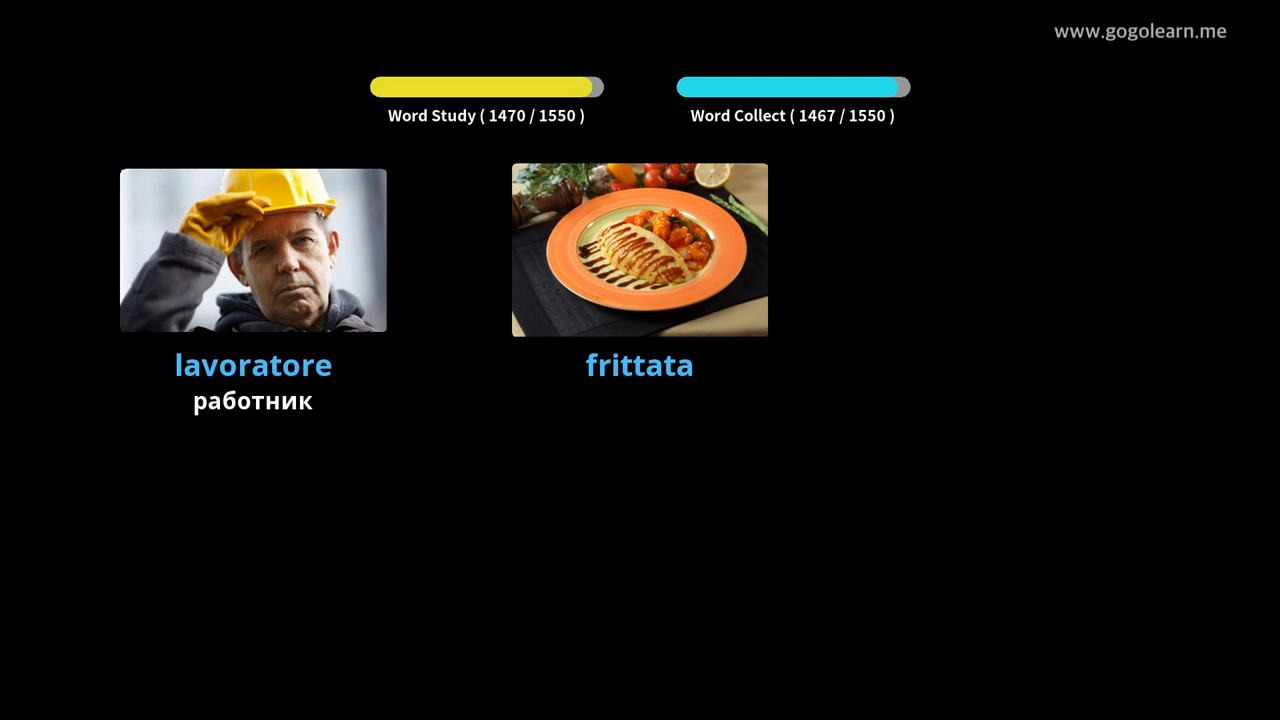 www.gogolearn.me
Word Study ( 1470 / 1550 )
Word Collect ( 1467 / 1550 )
lavoratore
работник
frittata